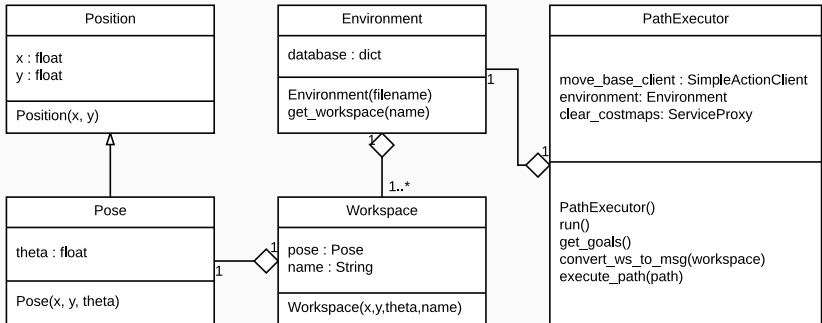 Position
x : float
y : float
Position(x, y)
Environment
database : dict
Environment(filename)
get_workspace(name)
1
1
1..*
PathExecutor
move_base_client : SimpleActionClient
environment: Environment
clear_costmaps: ServiceProxy
1
PathExecutor()
run()
get_goals()
convert_ws_to_msg(workspace)
execute_path(path)
Pose
theta : float
Pose(x, y, theta)
1
1
Workspace
pose : Pose
name : String
Workspace(x,y,theta,name)